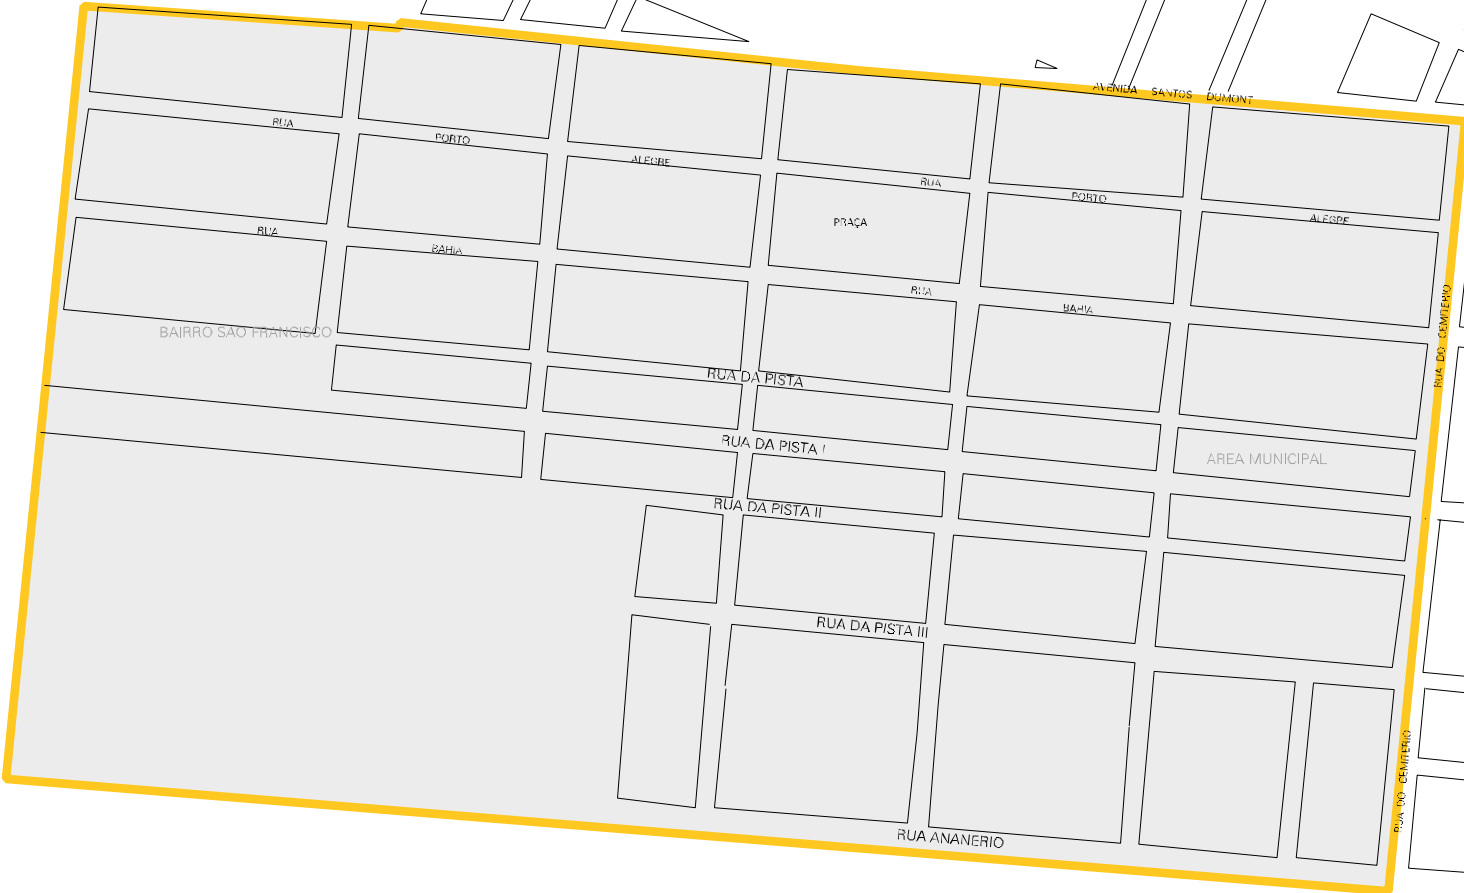 AVENIDA SANTOS DUMONT
RUA PORTO ALEGRE
RUA PORTO ALEGRE
PRAÇA
RUA BAHIA
RUA BAHIA
RUA DO CEMITERIO
BAIRRO SAO FRANCISCO
RUA DA PISTA
RUA DA PISTA I
AREA MUNICIPAL
RUA DA PISTA II
RUA DA PISTA III
RUA DO CEMITERIO
RUA ANANERIO